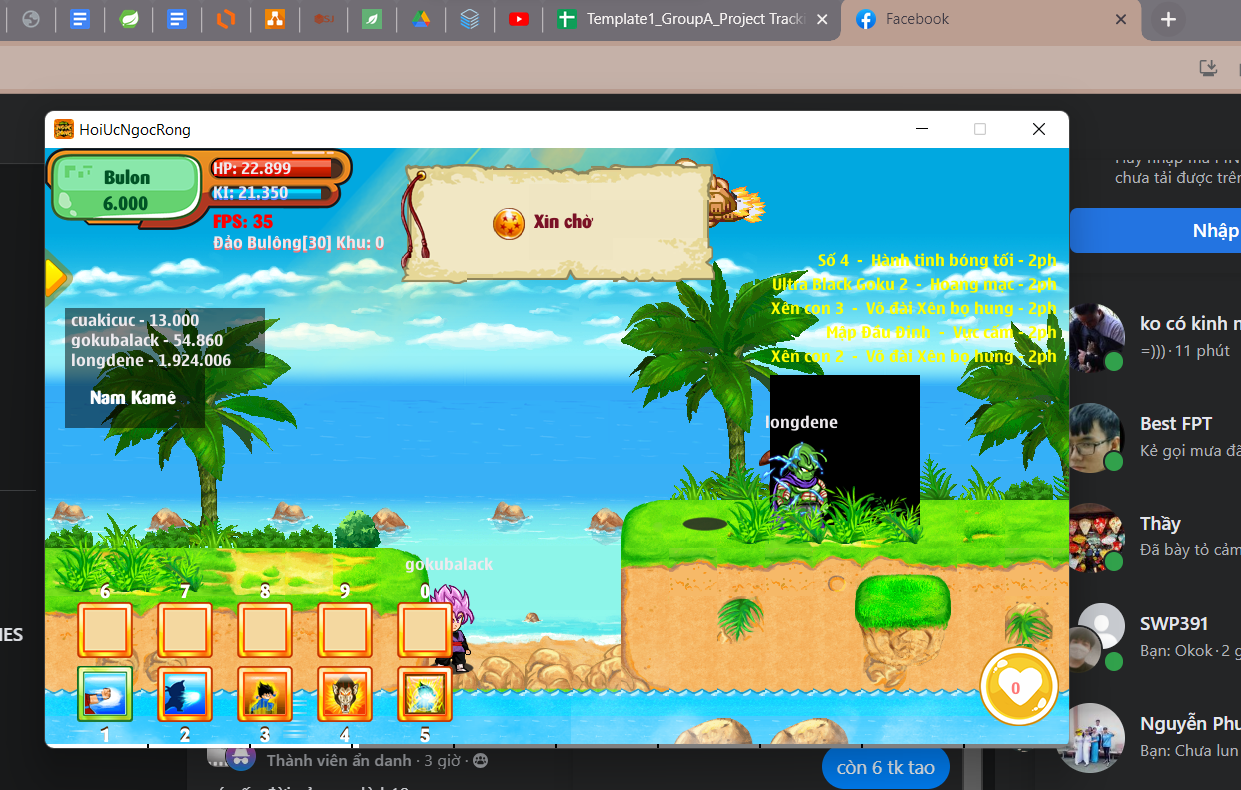 Template1_GroupA_Project Track
Facebook
HoiUcNgocRong
chưa tải được trên
Nhập
Bulon
6.000
HP: 22.899
KI: 21.350
FPS: 35
Đảo Bulông[30] Khu: 0
Xin chờ
Số 4 - Hành tinh bóng tối - 2ph
Ultra Black Goku 2 - Hoang mạc - 2ph
Xên con 3 - Võ đài Xên bọ hung - 2ph
Mập Đầu Đinh - Vực cấm - 2ph
Xên con 2 - Võ đài Xên bọ hung - 2ph
cuakicuc - 13.000
gokubalack - 54.860
longdene - 1.924.006
Nam Kamê
longdene
gokubalack
6 7 8 9 0
1 2 3 4 5
0
ko có kinh n
=))) · 11 phút
Best FPT
Kẻ gọi mưa đã
Thầy
Đã bày tỏ cảm
SWP391
Bạn: Okok · 2 g
Nguyễn Phu
Bạn: Chưa lun
IES
Thành viên ẩn danh · 3 giờ ·
còn 6 tk tao